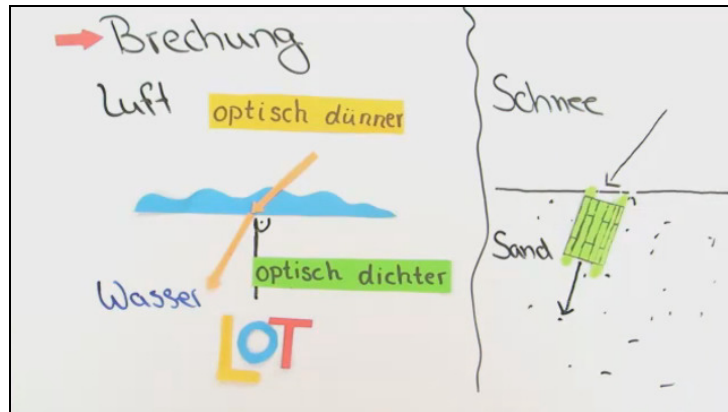 Brechung
Luft
optisch dünner
optisch dichter
Wasser
LOT
Schnee
Sand